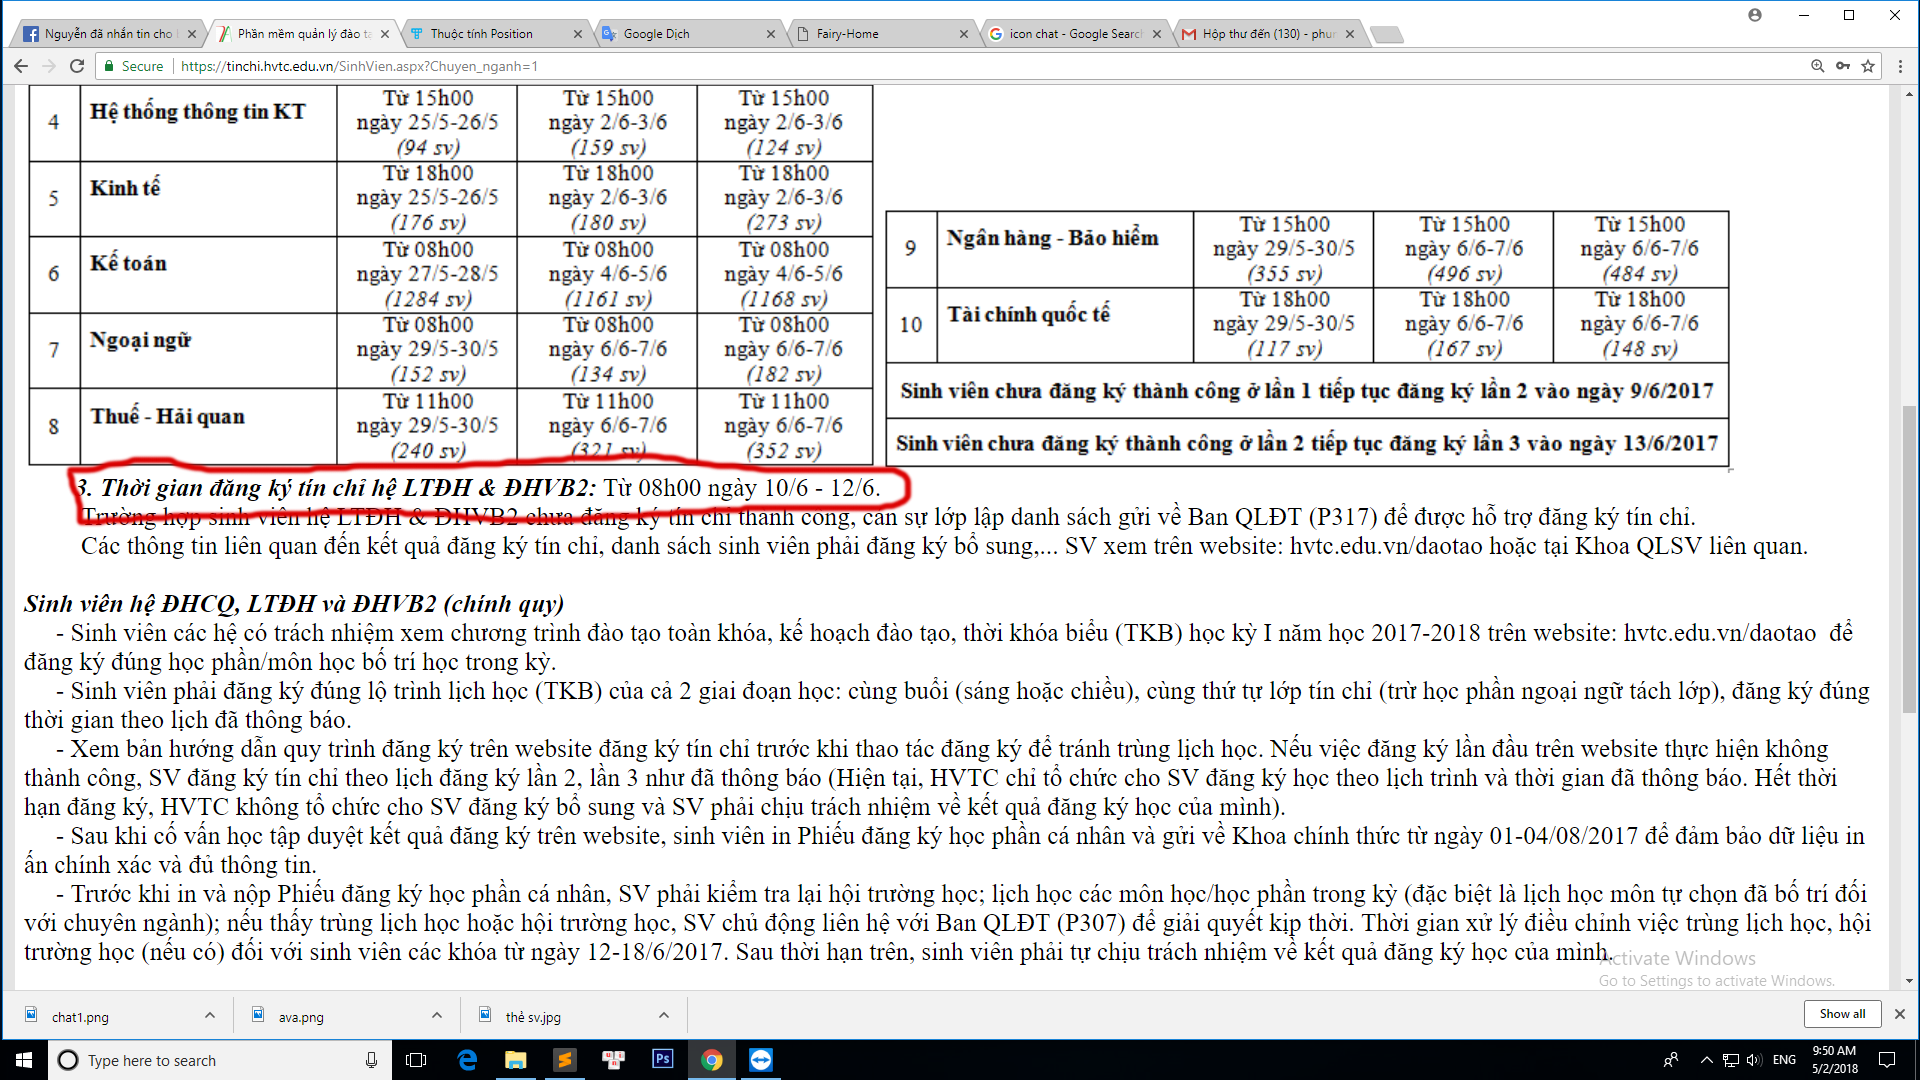 Nguyễn đã nhắn tin cho
Phần mềm quản lý đào tạ
Thuộc tính Position
Google Dịch
Fairy-Home
icon chat - Google Search
Hộp thư đến (130) - phu
Secure
https://tinchi.hvtc.edu.vn/SinhVien.aspx?Chuyen_nganh=1
4
Hệ thống thông tin KT
Từ 15h00
ngày 25/5-26/5
(94 sv)
Từ 15h00
ngày 2/6-3/6
(159 sv)
Từ 15h00
ngày 2/6-3/6
(124 sv)
5
Kinh tế
Từ 18h00
ngày 25/5-26/5
(176 sv)
Từ 18h00
ngày 2/6-3/6
(180 sv)
Từ 18h00
ngày 2/6-3/6
(273 sv)
6
Kế toán
Từ 08h00
ngày 27/5-28/5
(1284 sv)
Từ 08h00
ngày 4/6-5/6
(1161 sv)
Từ 08h00
ngày 4/6-5/6
(1168 sv)
7
Ngoại ngữ
Từ 08h00
ngày 29/5-30/5
(152 sv)
Từ 08h00
ngày 6/6-7/6
(134 sv)
Từ 08h00
ngày 6/6-7/6
(182 sv)
8
Thuế - Hải quan
Từ 11h00
ngày 29/5-30/5
(240 sv)
Từ 11h00
ngày 6/6-7/6
(321 sv)
Từ 11h00
ngày 6/6-7/6
(352 sv)
9
Ngân hàng - Bảo hiểm
Từ 15h00
ngày 29/5-30/5
(355 sv)
Từ 15h00
ngày 6/6-7/6
(496 sv)
Từ 15h00
ngày 6/6-7/6
(484 sv)
10
Tài chính quốc tế
Từ 18h00
ngày 29/5-30/5
(117 sv)
Từ 18h00
ngày 6/6-7/6
(167 sv)
Từ 18h00
ngày 6/6-7/6
(148 sv)
Sinh viên chưa đăng ký thành công ở lần 1 tiếp tục đăng ký lần 2 vào ngày 9/6/2017
Sinh viên chưa đăng ký thành công ở lần 2 tiếp tục đăng ký lần 3 vào ngày 13/6/2017
3. Thời gian đăng ký tín chỉ hệ LTĐH & ĐHVB2: Từ 08h00 ngày 10/6 - 12/6.
Trường hợp sinh viên hệ LTĐH & ĐHVB2 chưa đăng ký tín chỉ thành công, cán sự lớp lập danh sách gửi về Ban QLĐT (P317) để được hỗ trợ đăng ký tín chỉ.
Các thông tin liên quan đến kết quả đăng ký tín chỉ, danh sách sinh viên phải đăng ký bổ sung,... SV xem trên website: hvtc.edu.vn/daotao hoặc tại Khoa QLSV liên quan.
Sinh viên hệ ĐHCQ, LTĐH và ĐHVB2 (chính quy)
- Sinh viên các hệ có trách nhiệm xem chương trình đào tạo toàn khóa, kế hoạch đào tạo, thời khóa biểu (TKB) học kỳ I năm học 2017-2018 trên website: hvtc.edu.vn/daotao để
đăng ký đúng học phần/môn học bố trí học trong kỳ.
- Sinh viên phải đăng ký đúng lộ trình lịch học (TKB) của cả 2 giai đoạn học: cùng buổi (sáng hoặc chiều), cùng thứ tự lớp tín chỉ (trừ học phần ngoại ngữ tách lớp), đăng ký đúng
thời gian theo lịch đã thông báo.
- Xem bản hướng dẫn quy trình đăng ký trên website đăng ký tín chỉ trước khi thao tác đăng ký để tránh trùng lịch học. Nếu việc đăng ký lần đầu trên website thực hiện không
thành công, SV đăng ký tín chỉ theo lịch đăng ký lần 2, lần 3 như đã thông báo (Hiện tại, HVTC chỉ tổ chức cho SV đăng ký học theo lịch trình và thời gian đã thông báo. Hết thời
hạn đăng ký, HVTC không tổ chức cho SV đăng ký bổ sung và SV phải chịu trách nhiệm về kết quả đăng ký học của mình).
- Sau khi cố vấn học tập duyệt kết quả đăng ký trên website, sinh viên in Phiếu đăng ký học phần cá nhân và gửi về Khoa chính thức từ ngày 01-04/08/2017 để đảm bảo dữ liệu in
ấn chính xác và đủ thông tin.
- Trước khi in và nộp Phiếu đăng ký học phần cá nhân, SV phải kiểm tra lại hội trường học; lịch học các môn học/học phần trong kỳ (đặc biệt là lịch học môn tự chọn đã bố trí đối
với chuyên ngành); nếu thấy trùng lịch học hoặc hội trường học, SV chủ động liên hệ với Ban QLĐT (P307) để giải quyết kịp thời. Thời gian xử lý điều chỉnh việc trùng lịch học, hội
trường học (nếu có) đối với sinh viên các khóa từ ngày 12-18/6/2017. Sau thời hạn trên, sinh viên phải tự chịu trách nhiệm về kết quả đăng ký học của mình.
Activate Windows
Go to Settings to activate Windows.
chat1.png
ava.png
thẻ sv.jpg
Show all
Type here to search
Ps
ENG
9:50 AM
5/2/2018